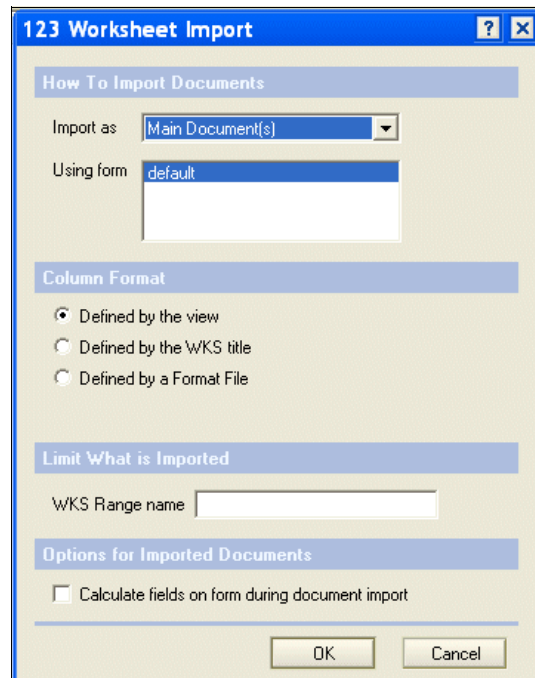 123 Worksheet Import
How To Import Documents
Import as Main Document(s)
Using form default
Column Format
Defined by the view
Defined by the WKS title
Defined by a Format File
Limit What is Imported
WKS Range name
Options for Imported Documents
Calculate fields on form during document import
OK Cancel